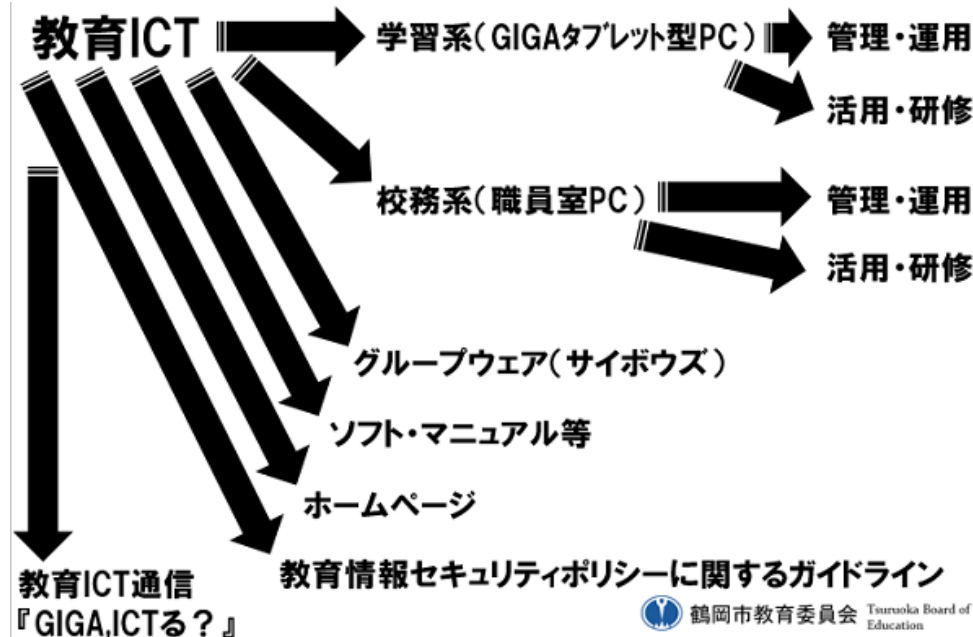 教育ICT
学習系(GIGAタブレット型PC)
管理・運用
活用・研修
校務系(職員室PC)
管理・運用
活用・研修
グループウェア(サイボウズ)
ソフト・マニュアル等
ホームページ
教育情報セキュリティポリシーに関するガイドライン
教育ICT通信
『GIGA,ICTる?』
鶴岡市教育委員会
Tsuruoka Board of
Education